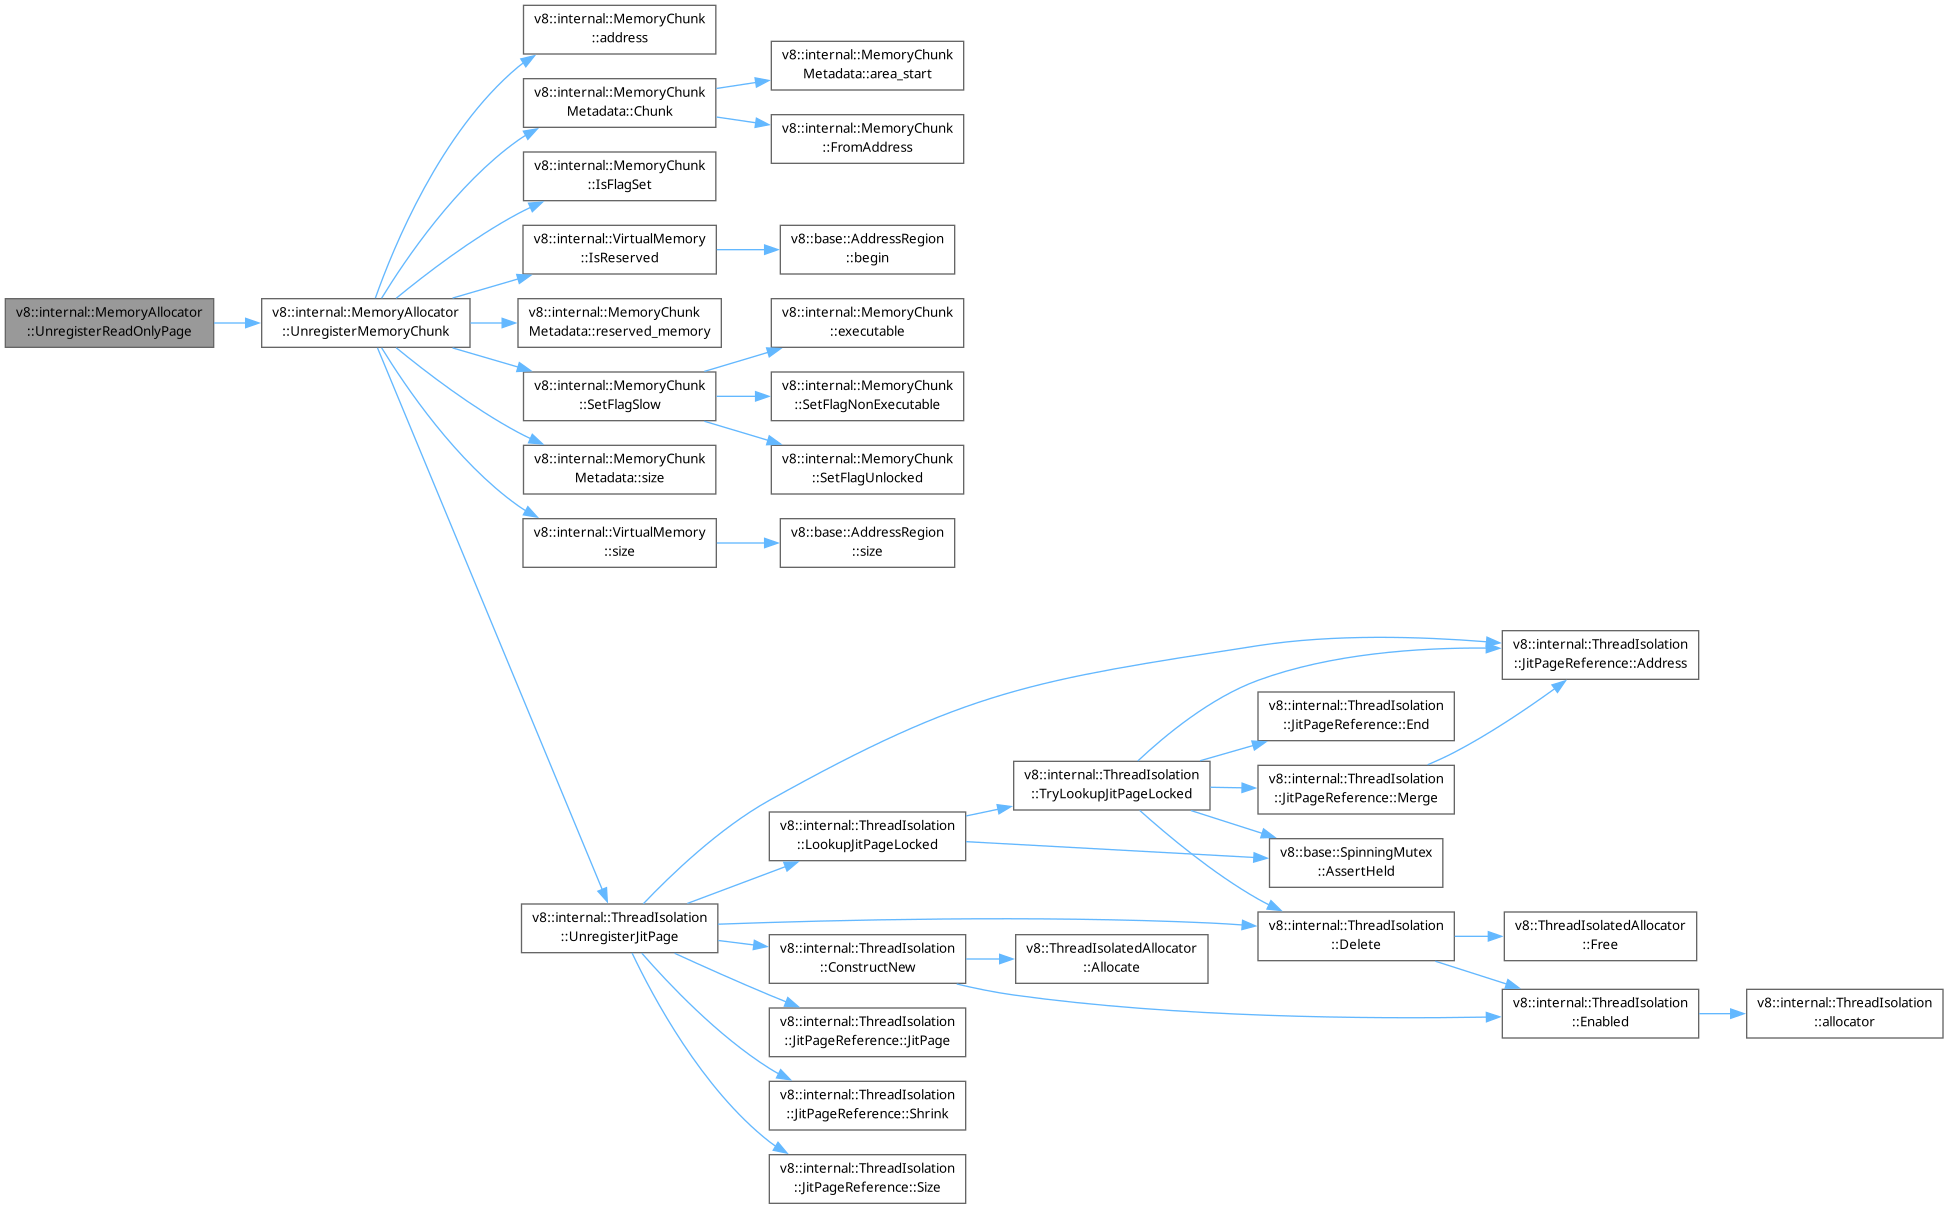 v8::internal::MemoryAllocator
::UnregisterReadOnlyPage
v8::internal::MemoryAllocator
::UnregisterMemoryChunk
v8::internal::MemoryChunk
::address
v8::internal::MemoryChunk
Metadata::Chunk
v8::internal::MemoryChunk
Metadata::area_start
v8::internal::MemoryChunk
::FromAddress
v8::internal::MemoryChunk
::IsFlagSet
v8::internal::VirtualMemory
::IsReserved
v8::base::AddressRegion
::begin
v8::internal::MemoryChunk
Metadata::reserved_memory
v8::internal::MemoryChunk
::SetFlagSlow
v8::internal::MemoryChunk
::executable
v8::internal::MemoryChunk
::SetFlagNonExecutable
v8::internal::MemoryChunk
::SetFlagUnlocked
v8::internal::MemoryChunk
Metadata::size
v8::internal::VirtualMemory
::size
v8::base::AddressRegion
::size
v8::internal::ThreadIsolation
::UnregisterJitPage
v8::internal::ThreadIsolation
::JitPageReference::Address
v8::internal::ThreadIsolation
::LookupJitPageLocked
v8::internal::ThreadIsolation
::TryLookupJitPageLocked
v8::internal::ThreadIsolation
::JitPageReference::End
v8::internal::ThreadIsolation
::JitPageReference::Merge
v8::base::SpinningMutex
::AssertHeld
v8::internal::ThreadIsolation
::Delete
v8::ThreadIsolatedAllocator
::Free
v8::internal::ThreadIsolation
::Enabled
v8::internal::ThreadIsolation
::allocator
v8::internal::ThreadIsolation
::ConstructNew
v8::ThreadIsolatedAllocator
::Allocate
v8::internal::ThreadIsolation
::JitPageReference::JitPage
v8::internal::ThreadIsolation
::JitPageReference::Shrink
v8::internal::ThreadIsolation
::JitPageReference::Size